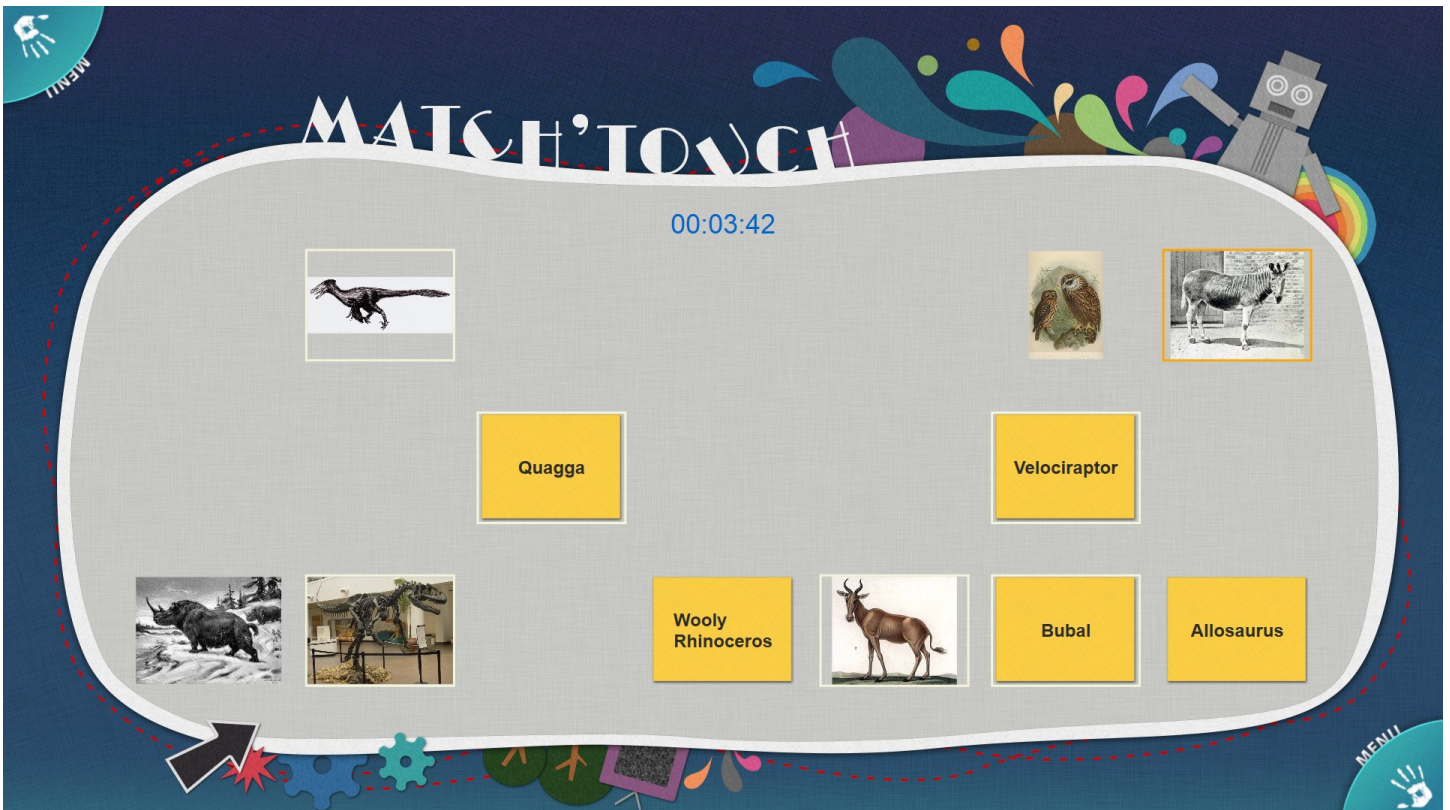 MENU
MATCH'TOUCH
00:03:42
Quagga
Velociraptor
Wooly
Rhinoceros
Bubal
Allosaurus
MENU